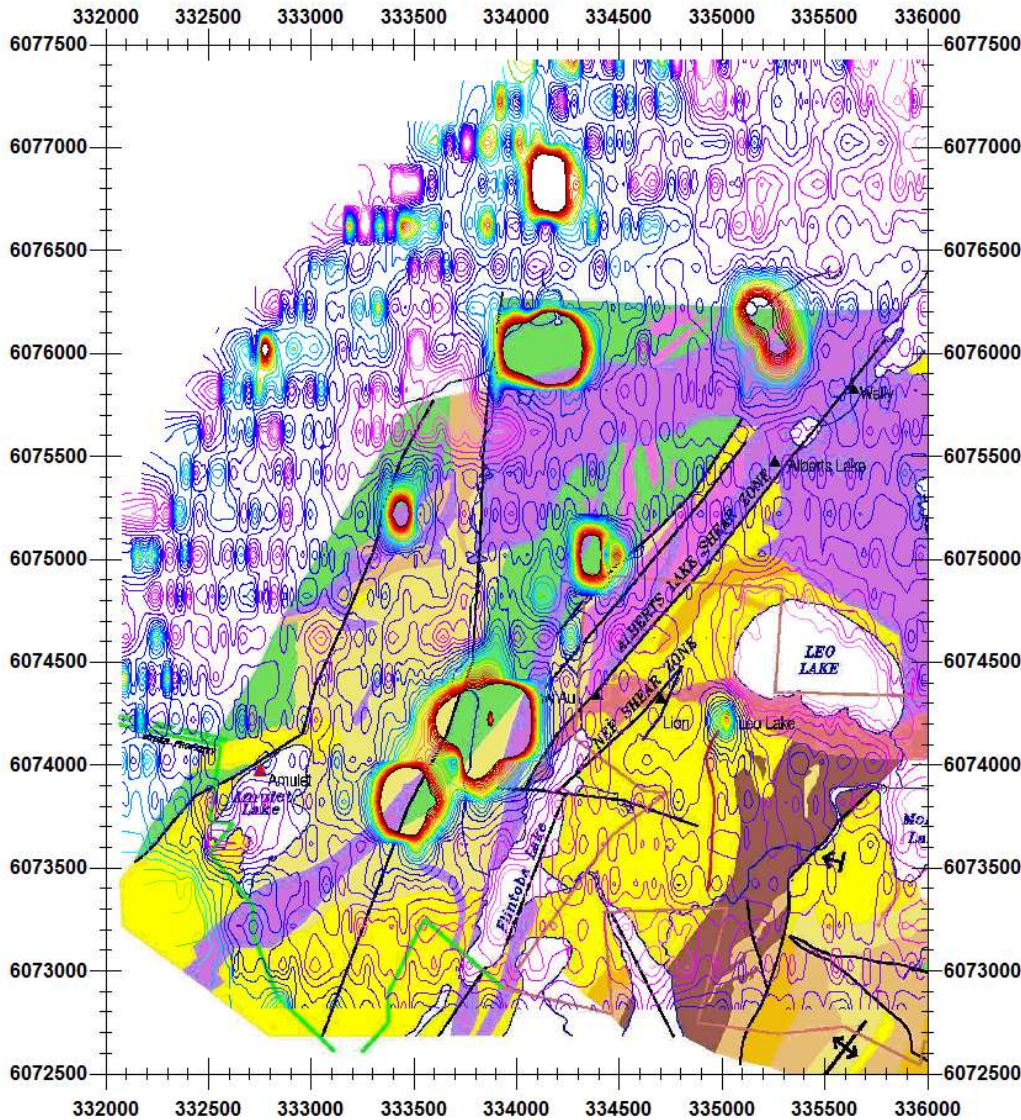 332000 332500 333000 333500 334000 334500 335000 335500 336000
6077500 6077500
6077000 6077000
6076500 6076500
6076000 6076000
Wally
6075500 6075500
Alberts Lake
ALBERTS LAKE SHEAR ZONE
6075000 6075000
6074500 6074500
LEO
LAKE
NEE SHEAR ZONE
Au
Lion
Leo Lake
6074000 6074000
Amulet
Amulet
Lake
Flintoba Lake
6073500 6073500
6073000 6073000
6072500 6072500
332000 332500 333000 333500 334000 334500 335000 335500 336000